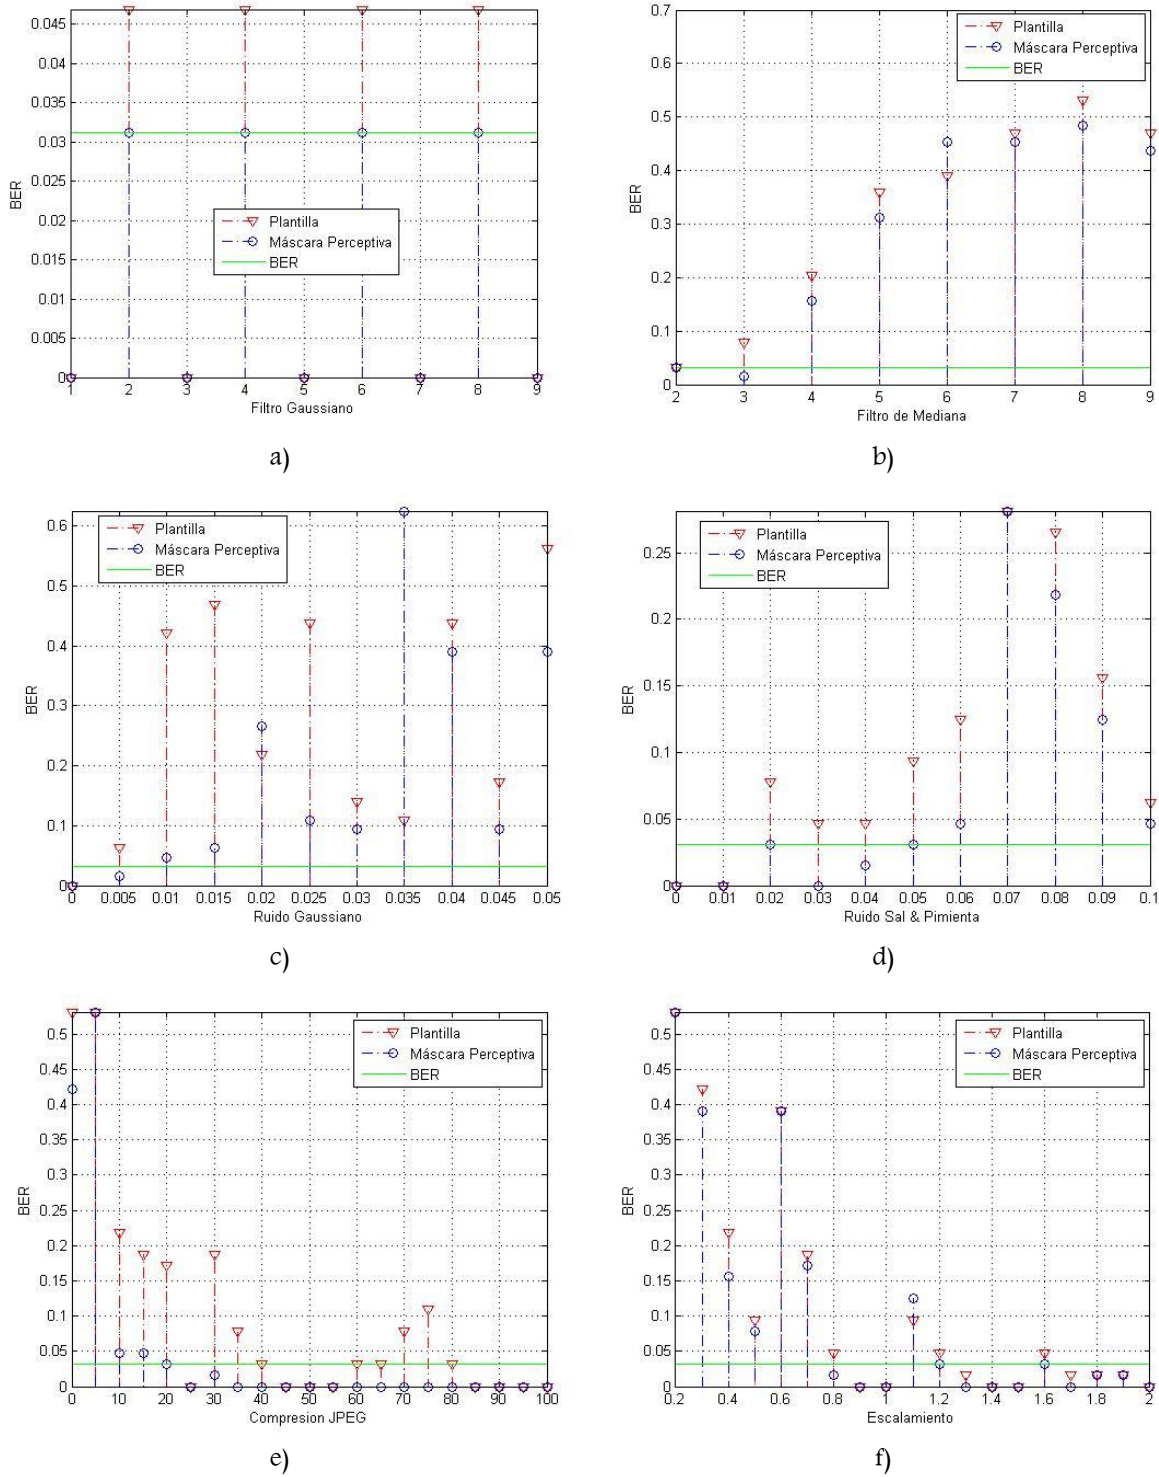 0.045
0.04
0.035
0.03
0.025
0.02
0.015
0.01
0.005
0
BER
Plantilla
Máscara Perceptiva
BER
1 2 3 4 5 6 7 8 9
Filtro Gaussiano
a)
0.7
0.6
0.5
0.4
0.3
0.2
0.1
0
BER
Plantilla
Máscara Perceptiva
BER
2 3 4 5 6 7 8 9
Filtro de Mediana
b)
0.6
0.5
0.4
0.3
0.2
0.1
0
BER
Plantilla
Máscara Perceptiva
BER
0 0.005 0.01 0.015 0.02 0.025 0.03 0.035 0.04 0.045 0.05
Ruido Gaussiano
c)
0.25
0.2
0.15
0.1
0.05
0
BER
Plantilla
Máscara Perceptiva
BER
0 0.01 0.02 0.03 0.04 0.05 0.06 0.07 0.08 0.09 0.1
Ruido Sal & Pimienta
d)
0.5
0.45
0.4
0.35
0.3
0.25
0.2
0.15
0.1
0.05
0
BER
Plantilla
Máscara Perceptiva
BER
0 10 20 30 40 50 60 70 80 90 100
Compresion JPEG
e)
0.5
0.45
0.4
0.35
0.3
0.25
0.2
0.15
0.1
0.05
0
BER
Plantilla
Máscara Perceptiva
BER
0.2 0.4 0.6 0.8 1 1.2 1.4 1.6 1.8 2
Escalamiento
f)